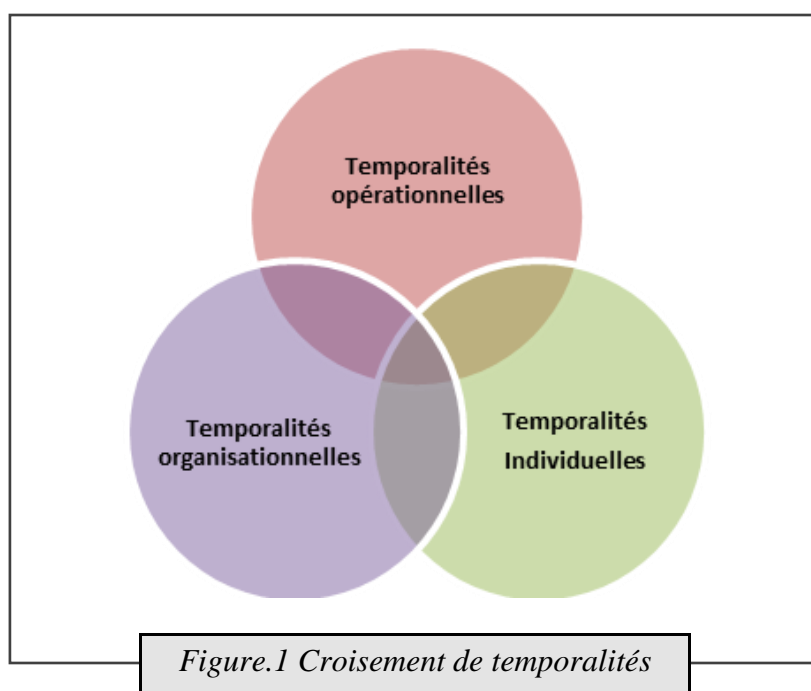 Temporalités
opérationnelles
Temporalités
organisationnelles
Temporalités
Individuelles
Figure.1 Croisement de temporalités